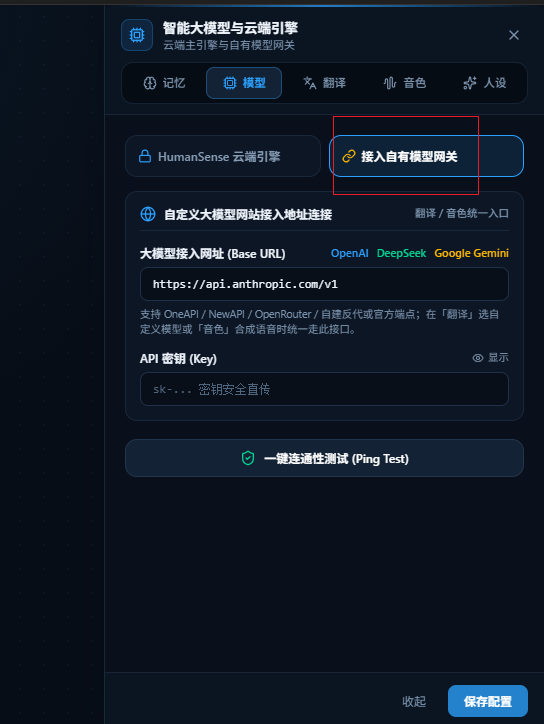 智能大模型与云端引擎
云端主引擎与自有模型网关
记忆 模型 翻译 音色 人设
HumanSense 云端引擎 接入自有模型网关
自定义大模型网站接入地址连接 翻译 / 音色统一入口
大模型接入网址 (Base URL) OpenAI DeepSeek Google Gemini
https://api.anthropic.com/v1
支持 OneAPI / NewAPI / OpenRouter / 自建反代或官方端点；在「翻译」选自
定义模型或「音色」合成语音时统一走此接口。
API 密钥 (Key) 显示
sk-... 密钥安全直传
一键连通性测试 (Ping Test)
收起 保存配置